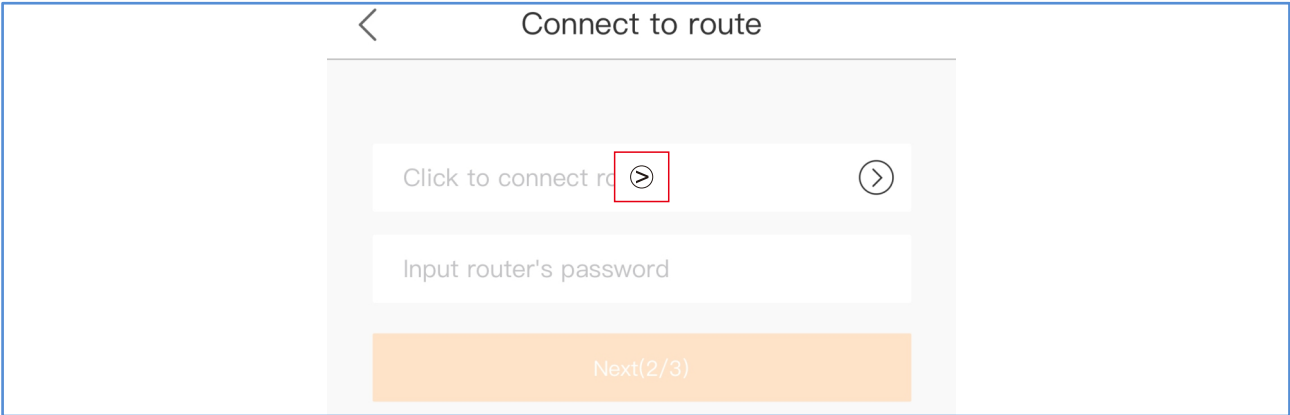 Connect to route
Click to connect ro
Input router's password
Next(2/3)